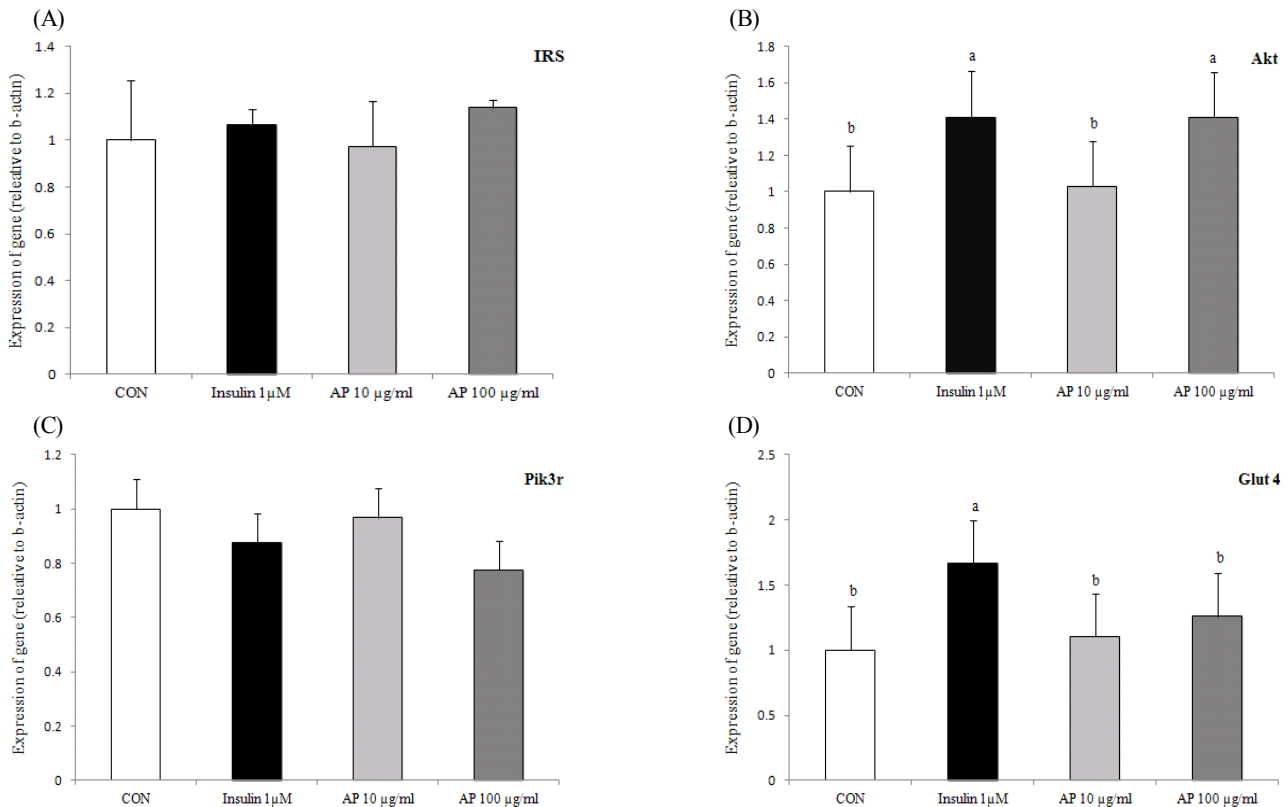 (A)
IRS
Expression of gene (releative to b-actin)
1.4
1.2
1
0.8
0.6
0.4
0.2
0
CON
Insulin 1µM
AP 10 µg/ml
AP 100 µg/ml
(B)
Akt
Expression of gene (releative to b-actin)
1.8
1.6
1.4
1.2
1
0.8
0.6
0.4
0.2
0
b
a
b
a
CON
Insulin 1µM
AP 10 µg/ml
AP 100 µg/ml
(C)
Pik3r
Expression of gene (releative to b-actin)
1.2
1
0.8
0.6
0.4
0.2
0
CON
Insulin 1µM
AP 10 µg/ml
AP 100 µg/ml
(D)
Glut 4
Expression of gene (releative to b-actin)
2.5
2
1.5
1
0.5
0
b
a
b
b
CON
Insulin 1µM
AP 10 µg/ml
AP 100 µg/ml